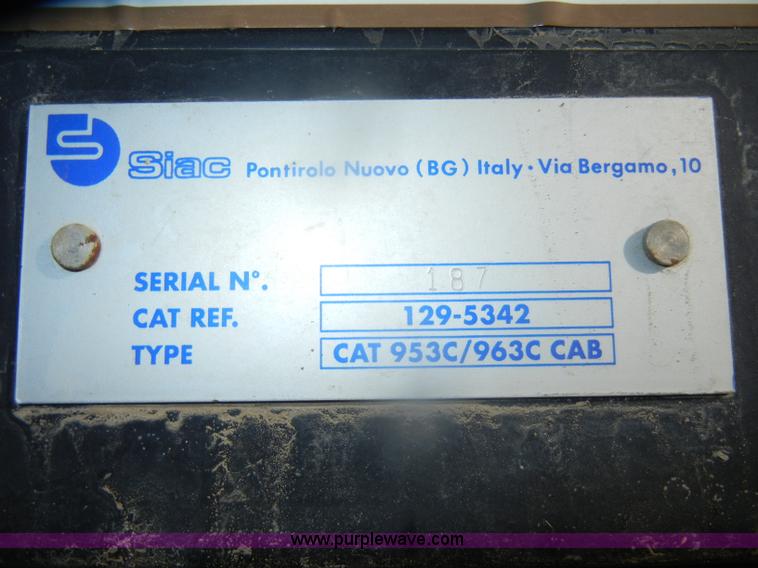 Siac Pontirolo Nuovo (BG) Italy · Via Bergamo, 10
SERIAL N°. 187
CAT REF. 129-5342
TYPE CAT 953C/963C CAB
www.purplewave.com